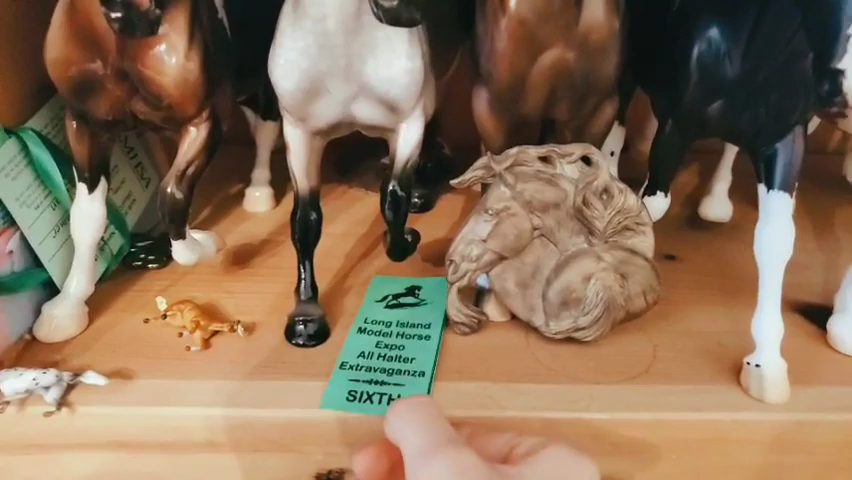 Long Island
Model Horse
Expo
All Halter
Extravaganza
SIXTH